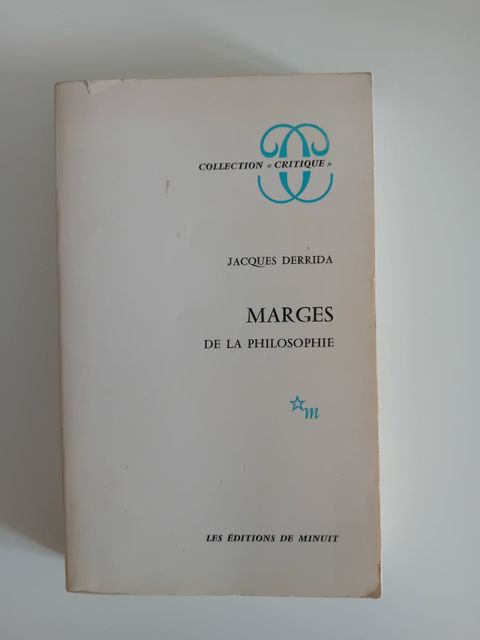 COLLECTION « CRITIQUE »
JACQUES DERRIDA
MARGES
DE LA PHILOSOPHIE
m
LES ÉDITIONS DE MINUIT